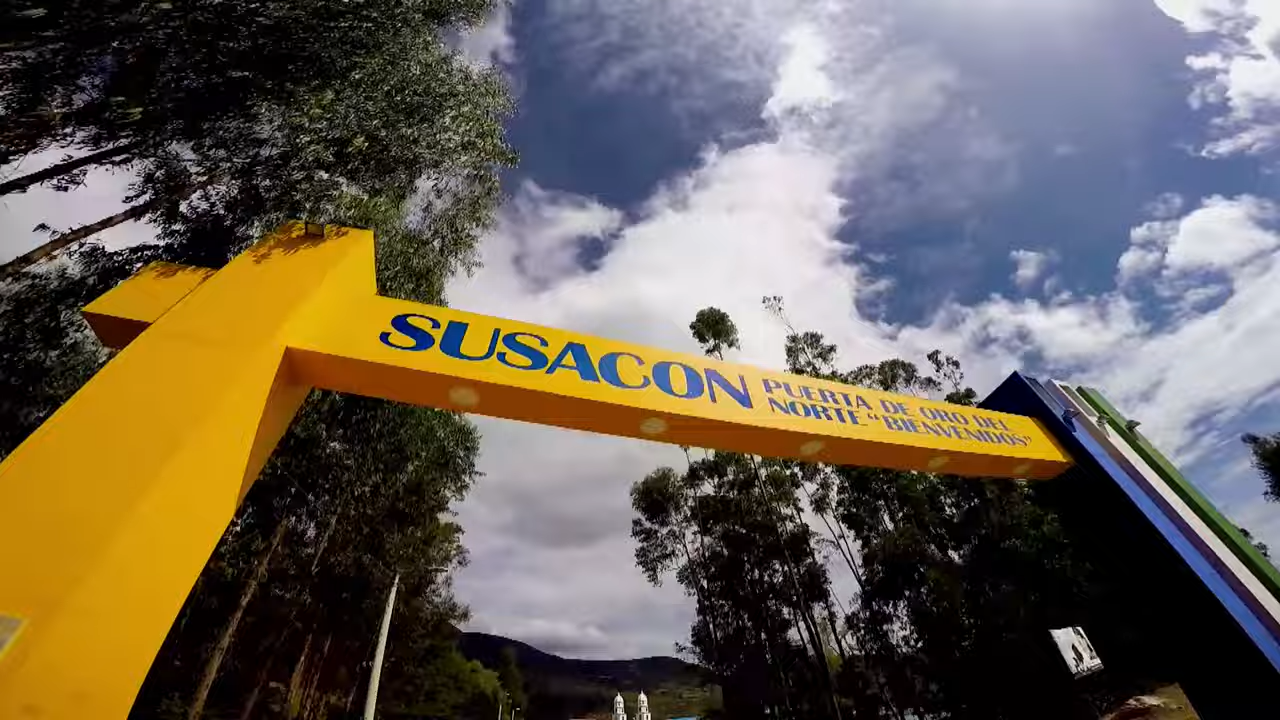 SUSACON
PUERTA DE ORO DEL
NORTE "BIENVENIDOS"